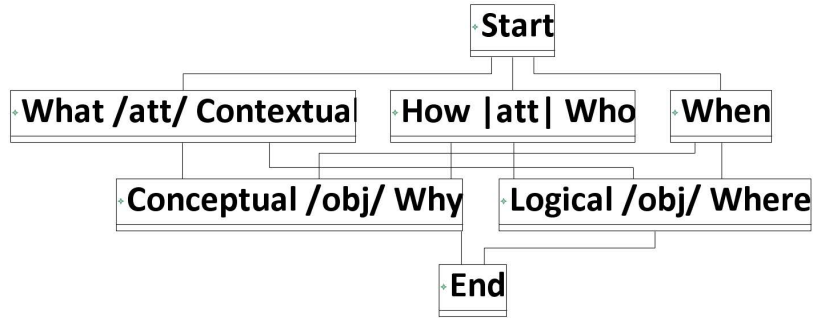 Start
What /att/ Contextual
How |att| Who
When
Conceptual /obj/ Why
Logical /obj/ Where
End